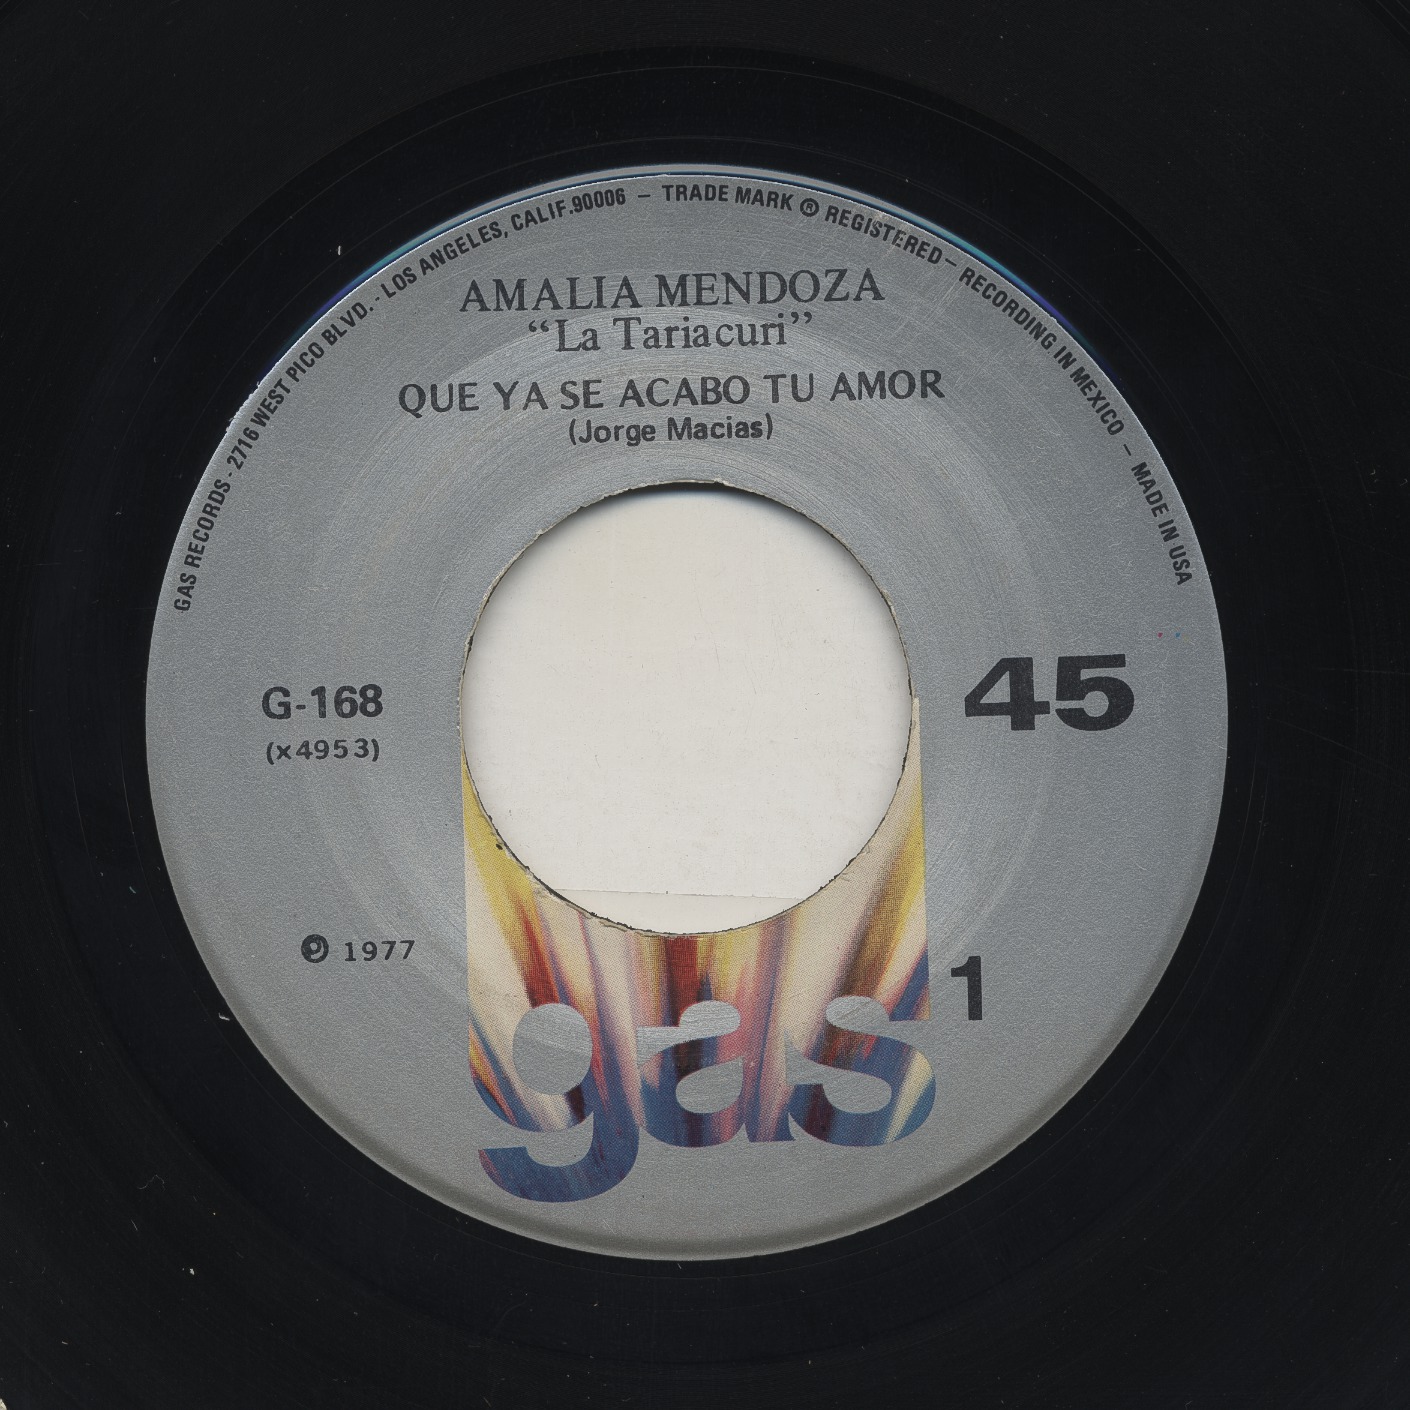 GAS RECORDS - 2716 WEST PICO BLVD. - LOS ANGELES, CALIF.90006 – TRADE MARK ® REGISTERED – RECORDING IN MEXICO – MADE IN USA
AMALIA MENDOZA
“La Tariacuri”
QUE YA SE ACABO TU AMOR
(Jorge Macias)
G-168
(x4953)
45
℗ 1977
1
gas